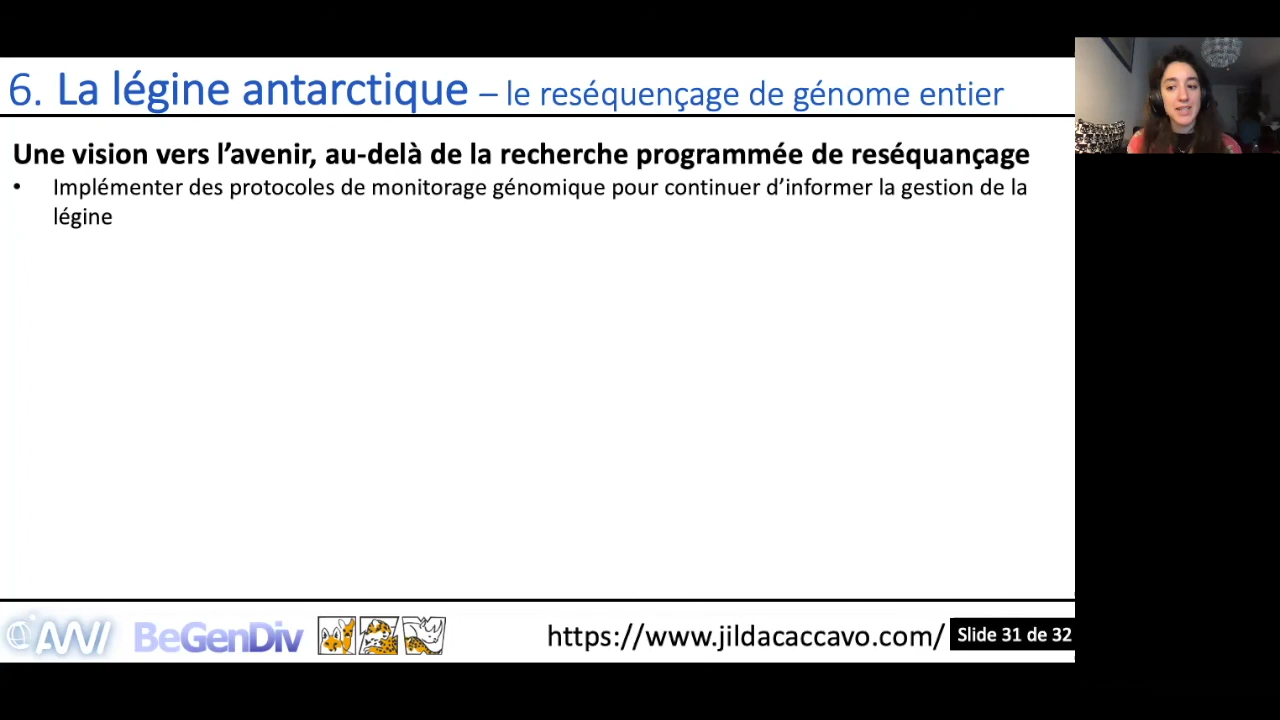 6. La légine antarctique – le reséquençage de génome entier
Une vision vers l’avenir, au-delà de la recherche programmée de reséquançage
• Implémenter des protocoles de monitorage génomique pour continuer d’informer la gestion de la
légine
AWI BeGenDiv https://www.jildacaccavo.com/ Slide 31 de 32